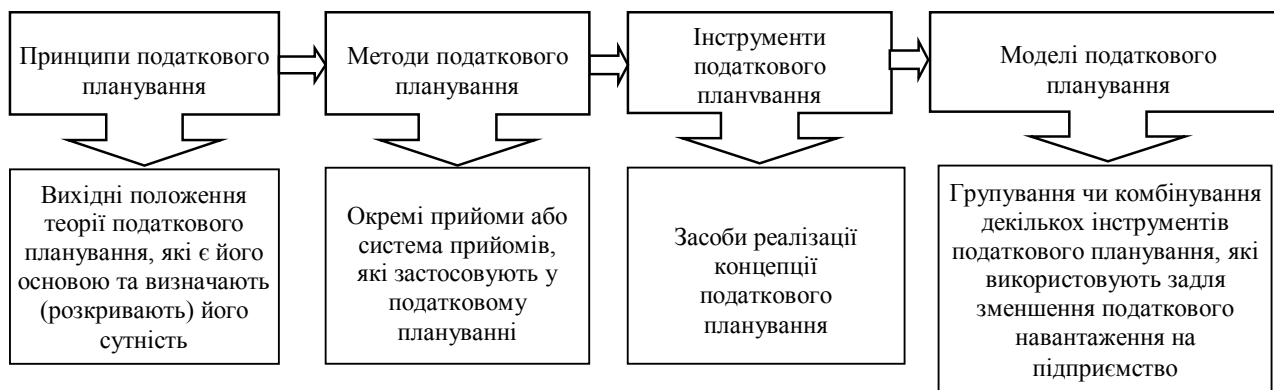 Принципи податкового
планування
Методи податкового
планування
Інструменти
податкового
планування
Моделі податкового
планування
Вихідні положення
теорії податкового
планування, які є його
основою та визначають
(розкривають) його
сутність
Окремі прийоми або
система прийомів,
які застосовують у
податковому
плануванні
Засоби реалізації
концепції
податкового
планування
Групування чи комбінування
декількох інструментів
податкового планування, які
використовують задля
зменшення податкового
навантаження на
підприємство